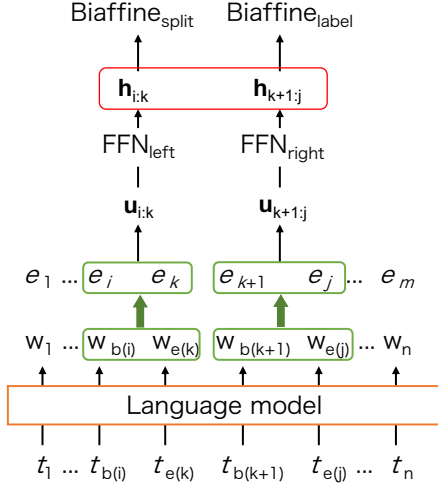 Biaffine_split Biaffine_label
h_i:k h_k+1:j
FFN_left FFN_right
u_i:k u_k+1:j
e_1 ... e_i e_k e_k+1 e_j ... e_m
w_1 ... w_b(i) w_e(k) w_b(k+1) w_e(j) ... w_n
Language model
t_1 ... t_b(i) t_e(k) t_b(k+1) t_e(j) ... t_n